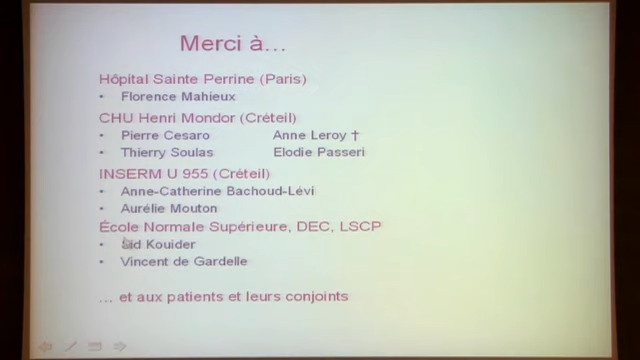 Merci à...
Hôpital Sainte Perrine (Paris)
• Florence Mahieux
CHU Henri Mondor (Créteil)
• Pierre Cesaro Anne Leroy †
• Thierry Soulas Elodie Passeri
INSERM U 955 (Créteil)
• Anne-Catherine Bachoud-Lévi
• Aurélie Mouton
École Normale Supérieure, DEC, LSCP
• Sid Kouider
• Vincent de Gardelle
... et aux patients et leurs conjoints